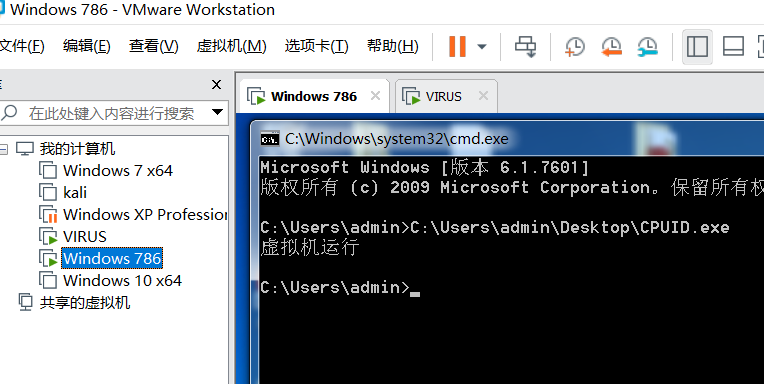 Windows 786 - VMware Workstation
文件(F) 编辑(E) 查看(V) 虚拟机(M) 选项卡(T) 帮助(H)
库
在此处键入内容进行搜索
我的计算机
Windows 7 x64
kali
Windows XP Profession
VIRUS
Windows 786
Windows 10 x64
共享的虚拟机
Windows 786
VIRUS
C:\Windows\system32\cmd.exe
Microsoft Windows [版本 6.1.7601]
版权所有 (c) 2009 Microsoft Corporation。保留所有权
C:\Users\admin>C:\Users\admin\Desktop\CPUID.exe
虚拟机运行
C:\Users\admin>_